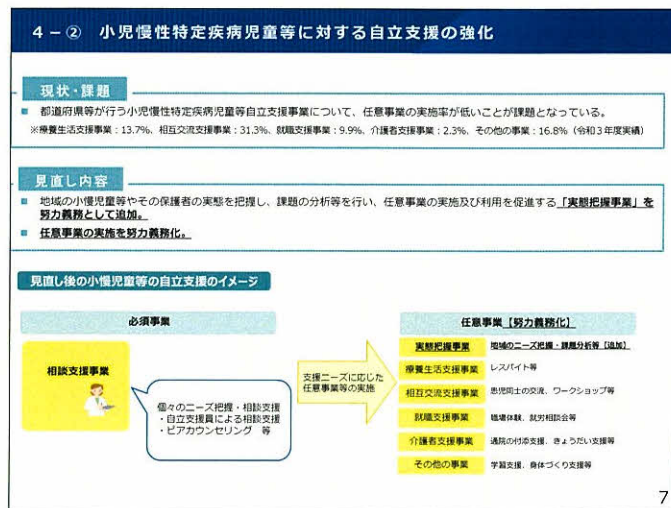 4-② 小児慢性特定疾病児童等に対する自立支援の強化
現状・課題
都道府県等が行う小児慢性特定疾病児童等自立支援事業について、任意事業の実施率が低いことが課題となっている。
※療養生活支援事業：13.7%、相互交流支援事業：31.3%、就職支援事業：9.9%、介護者支援事業：2.3%、その他の事業：16.8%（令和3年度実績）
見直し内容
地域の小慢児童等やその保護者の実態を把握し、課題の分析等を行い、任意事業の実施及び利用を促進する「実態把握事業」を
努力義務として追加。
任意事業の実施を努力義務化。
見直し後の小慢児童等の自立支援のイメージ
必須事業
相談支援事業
個々のニーズ把握・相談支援
・自立支援員による相談支援
・ピアカウンセリング 等
支援ニーズに応じた
任意事業等の実施
任意事業【努力義務化】
実態把握事業 地域のニーズ把握・課題分析等【追加】
療養生活支援事業 レスパイト等
相互交流支援事業 患児同士の交流、ワークショップ等
就職支援事業 職場体験、就労相談会等
介護者支援事業 通院の付添支援、きょうだい支援等
その他の事業 学習支援、身体づくり支援等
7